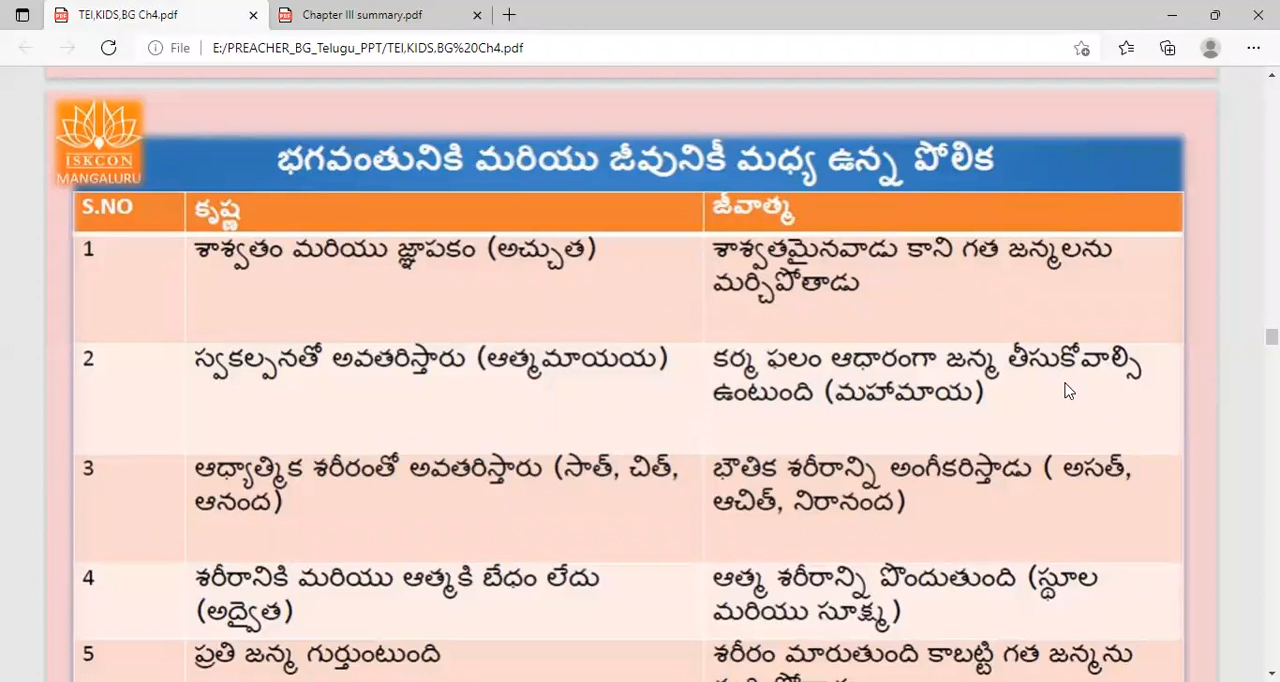 TEI,KIDS,BG Ch4.pdf
Chapter III summary.pdf
File
E:/PREACHER_BG_Telugu_PPT/TEI,KIDS,BG%20Ch4.pdf
ISKCON
MANGALURU
భగవంతునికి మరియు జీవునికీ మధ్య ఉన్న పోలిక
S.NO కృష్ణ జీవాత్మ
1 శాశ్వతం మరియు జ్ఞాపకం (అచ్చుత) శాశ్వతమైనవాడు కాని గత జన్మలను
మర్చిపోతాడు
2 స్వకల్పనతో అవతరిస్తారు (ఆత్మమాయయ) కర్మ ఫలం ఆధారంగా జన్మ తీసుకోవాల్సి
ఉంటుంది (మహామాయ)
3 ఆధ్యాత్మిక శరీరంతో అవతరిస్తారు (సాత్, చిత్, భౌతిక శరీరాన్ని అంగీకరిస్తాడు ( అసత్,
ఆనంద) ఆచిత్, నిరానంద)
4 శరీరానికి మరియు ఆత్మకి బేధం లేదు ఆత్మ శరీరాన్ని పొందుతుంది (స్థూల
(అద్వైత) మరియు సూక్ష్మ)
5 ప్రతి జన్మ గుర్తుంటుంది శరీరం మారుతుంది కాబట్టి గత జన్మను